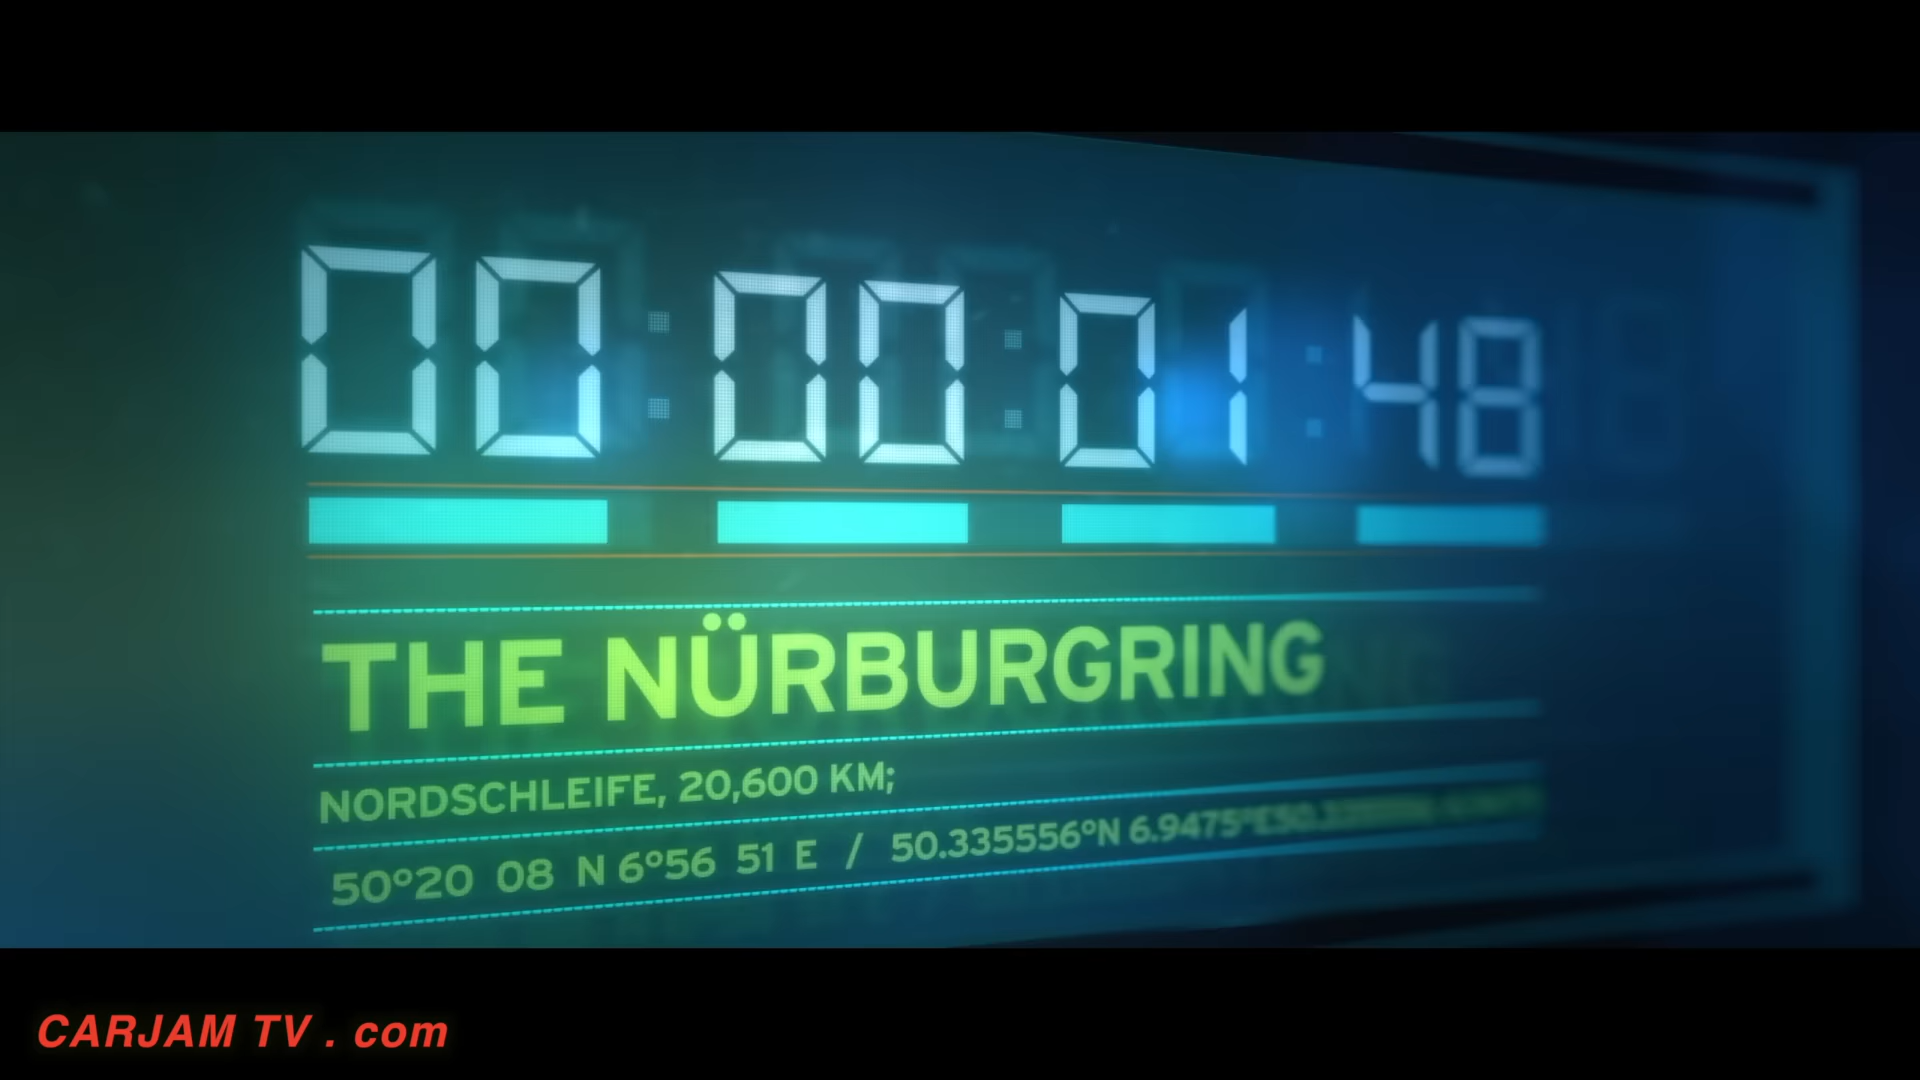 00:00:01:48
THE NÜRBURGRING
NORDSCHLEIFE, 20,600 KM;
50°20 08 N 6°56 51 E / 50.335556°N 6.9475°E
CARJAM TV . com